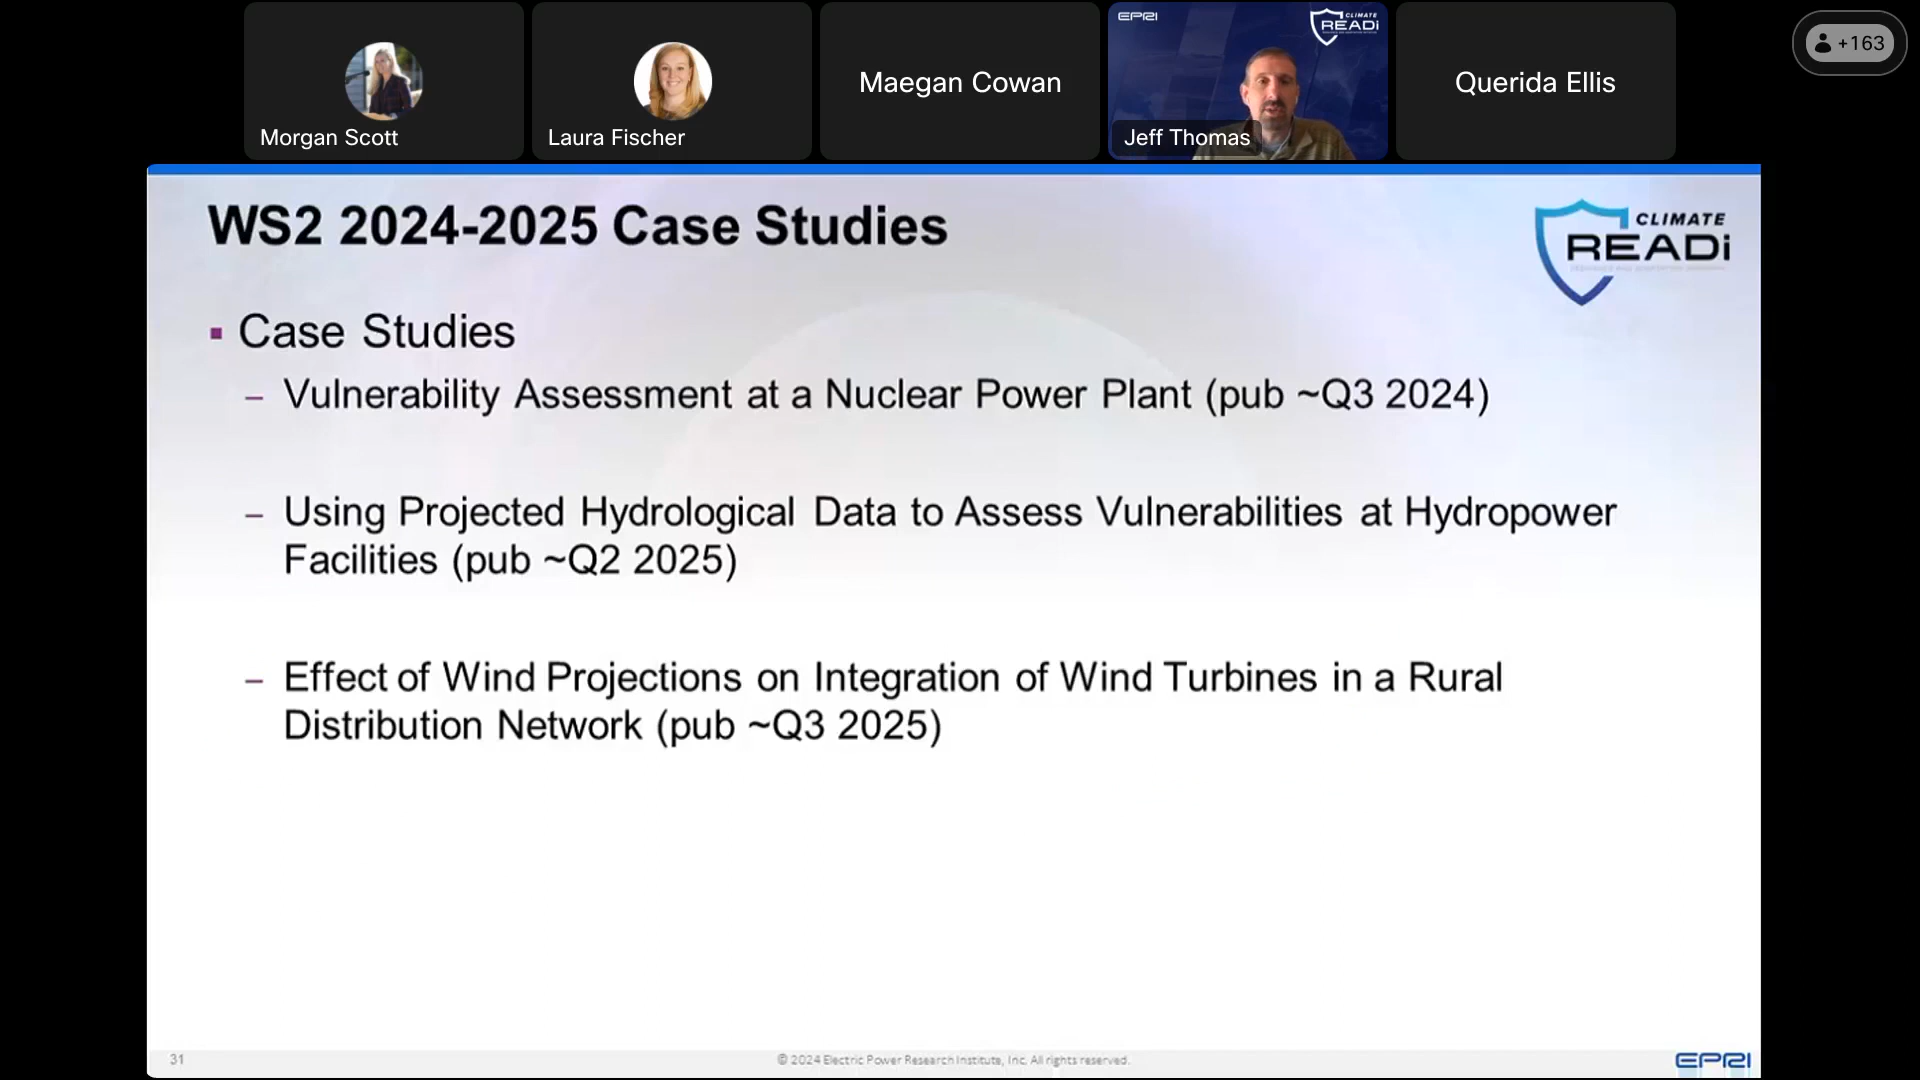 EPRI
CLIMATE
READi
+163
Maegan Cowan
Querida Ellis
Morgan Scott
Laura Fischer
Jeff Thomas
WS2 2024-2025 Case Studies
CLIMATE
READi
Case Studies
– Vulnerability Assessment at a Nuclear Power Plant (pub ~Q3 2024)
– Using Projected Hydrological Data to Assess Vulnerabilities at Hydropower
Facilities (pub ~Q2 2025)
– Effect of Wind Projections on Integration of Wind Turbines in a Rural
Distribution Network (pub ~Q3 2025)
31
© 2024 Electric Power Research Institute, Inc. All rights reserved.
EPRI